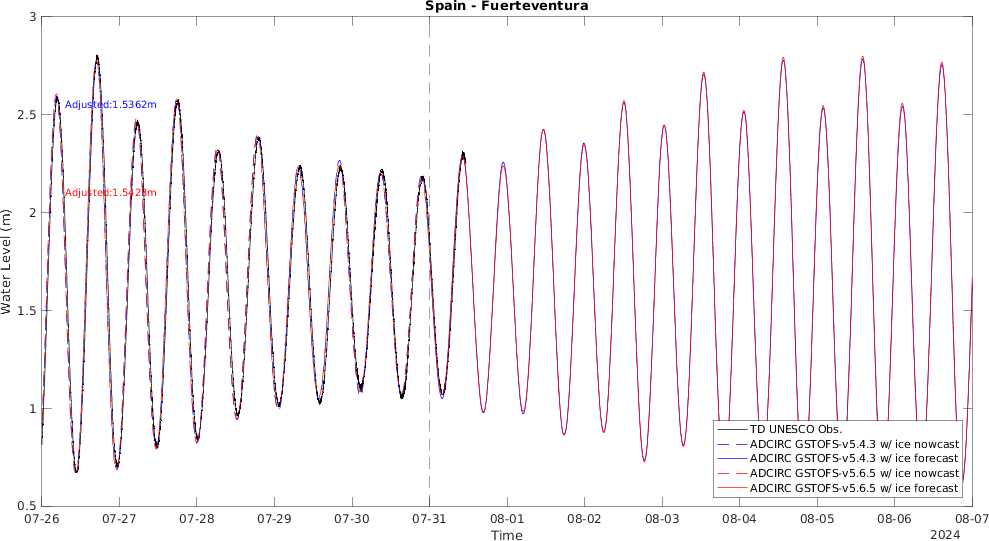 Spain - Fuerteventura
3
2.5
2
1.5
1
0.5
Water Level (m)
Adjusted:1.5362m
Adjusted:1.5428m
TD UNESCO Obs.
ADCIRC GSTOFS-v5.4.3 w/ ice nowcast
ADCIRC GSTOFS-v5.4.3 w/ ice forecast
ADCIRC GSTOFS-v5.6.5 w/ ice nowcast
ADCIRC GSTOFS-v5.6.5 w/ ice forecast
07-26 07-27 07-28 07-29 07-30 07-31 08-01 08-02 08-03 08-04 08-05 08-06 08-07
Time
2024